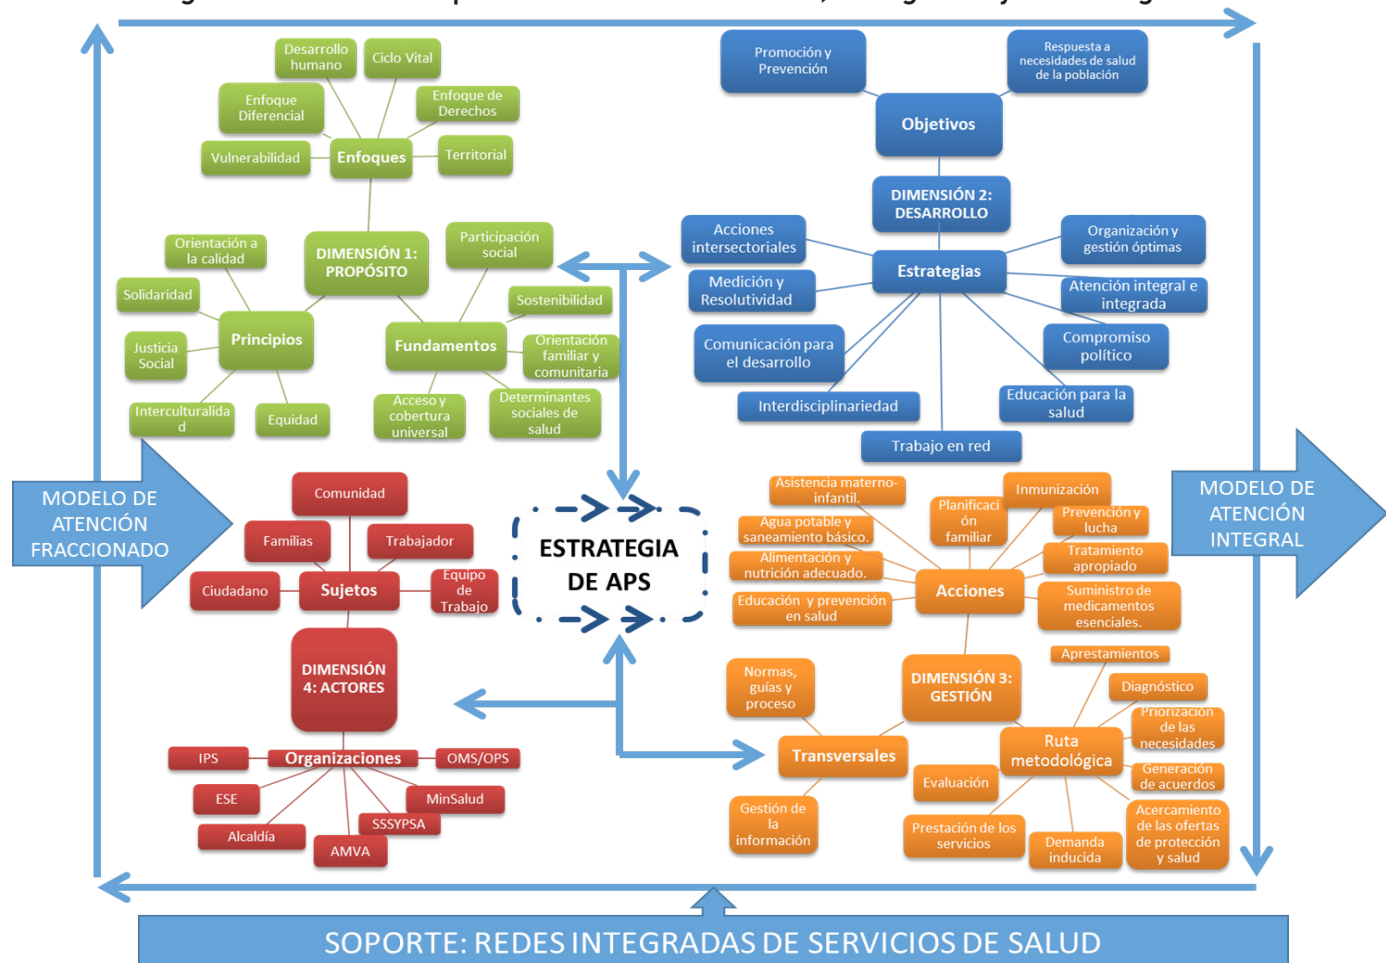 Desarrollo
humano
Ciclo Vital
Enfoque
Diferencial
Enfoque de
Derechos
Vulnerabilidad
Enfoques
Territorial
DIMENSIÓN 1:
PROPÓSITO
Orientación a
la calidad
Solidaridad
Justicia
Social
Principios
Interculturalida
d
Equidad
Participación
social
Sostenibilidad
Fundamentos
Orientación
familiar y
comunitaria
Acceso y
cobertura
universal
Determinantes
sociales de
salud
Promoción y
Prevención
Respuesta a
necesidades de salud
de la población
Objetivos
DIMENSIÓN 2:
DESARROLLO
Acciones
intersectoriales
Organización y
gestión óptimas
Estrategias
Medición y
Resolutividad
Atención integral e
integrada
Comunicación para
el desarrollo
Compromiso
político
Interdisciplinariedad
Educación para la
salud
Trabajo en red
MODELO DE
ATENCIÓN
FRACCIONADO
ESTRATEGIA
DE APS
MODELO DE
ATENCIÓN
INTEGRAL
Comunidad
Familias
Trabajador
Ciudadano
Sujetos
Equipo
de
Trabajo
DIMENSIÓN
4: ACTORES
IPS
Organizaciones
OMS/OPS
ESE
MinSalud
Alcaldía
SSSYPSA
AMVA
Asistencia materno-
infantil.
Planificaci
ón
familiar
Inmunización
Agua potable y
saneamiento básico.
Prevención y
lucha
Alimentación y
nutrición adecuado.
Tratamiento
apropiado
Educación y prevención
en salud
Acciones
Suministro de
medicamentos
esenciales.
DIMENSIÓN 3:
GESTIÓN
Normas,
guías y
proceso
Transversales
Gestión de
la
información
Aprestamientos
Diagnóstico
Ruta
metodológica
Priorización
de las
necesidades
Generación
de acuerdos
Evaluación
Acercamiento
de las ofertas
de protección
y salud
Prestación de los
servicios
Demanda
inducida
SOPORTE: REDES INTEGRADAS DE SERVICIOS DE SALUD